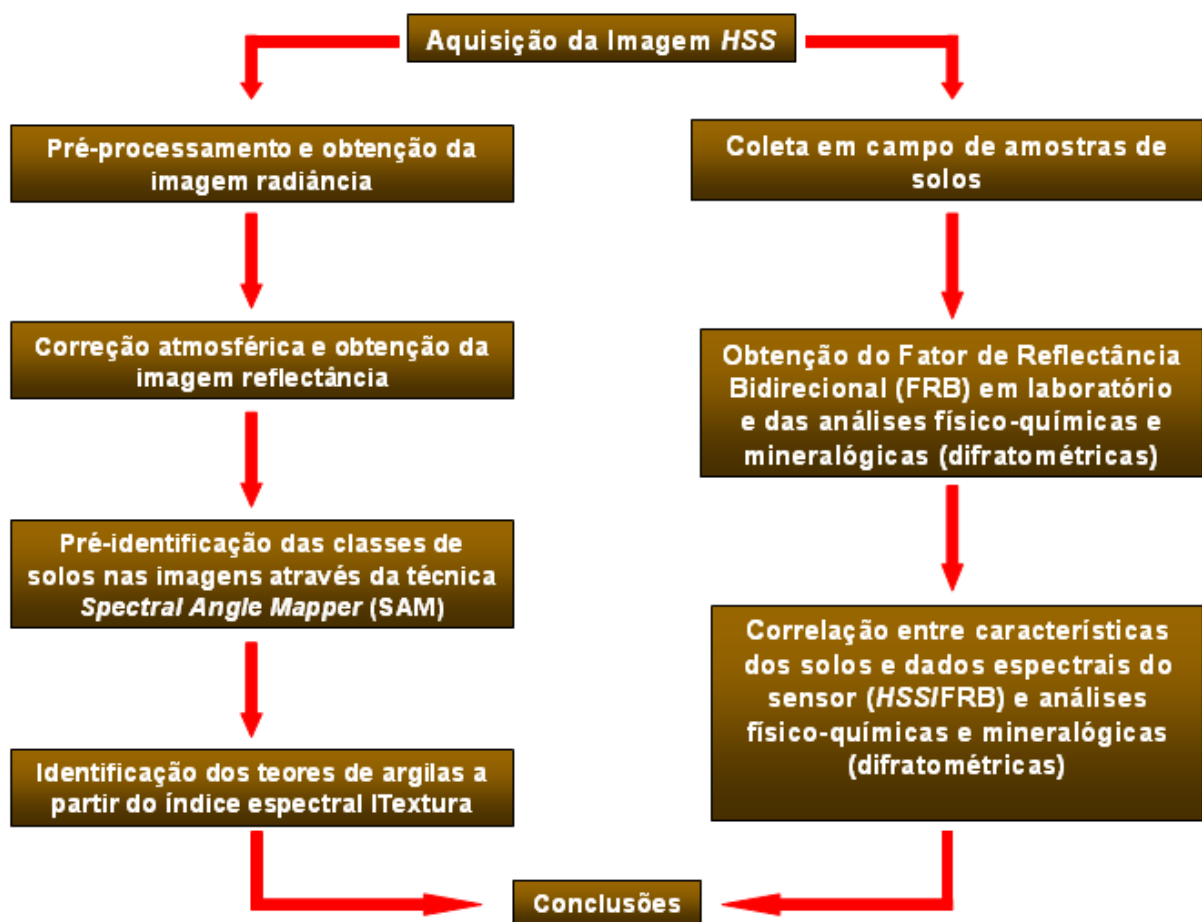 Aquisição da Imagem HSS
Pré-processamento e obtenção da
imagem radiância
Correção atmosférica e obtenção da
imagem reflectância
Pré-identificação das classes de
solos nas imagens através da técnica
Spectral Angle Mapper (SAM)
Identificação dos teores de argilas a
partir do índice espectral ITextura
Coleta em campo de amostras de
solos
Obtenção do Fator de Reflectância
Bidirecional (FRB) em laboratório
e das análises físico-químicas e
mineralógicas (difratométricas)
Correlação entre características
dos solos e dados espectrais do
sensor (HSS/FRB) e análises
físico-químicas e mineralógicas
(difratométricas)
Conclusões